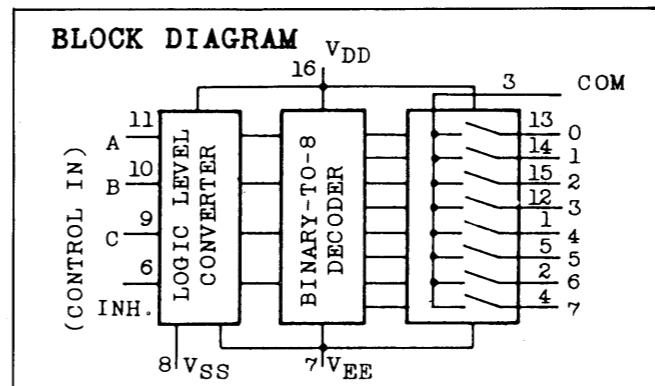 BLOCK DIAGRAM
VDD
16
3 COM
11
A
10
B
9
C
6
INH.
(CONTROL IN)
LOGIC LEVEL
CONVERTER
BINARY-TO-8
DECODER
13 0
14 1
15 2
12 3
1 4
5 5
2 6
4 7
8 VSS
7 VEE